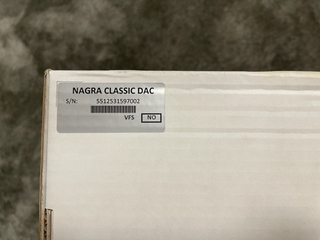 NAGRA CLASSIC DAC
S/N: 5512531597002
VFS NO